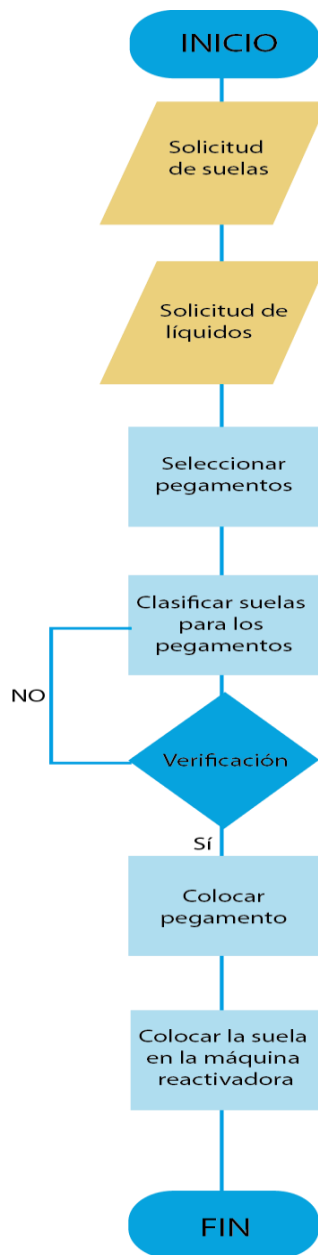 INICIO
Solicitud
de suelas
Solicitud de
líquidos
Seleccionar
pegamentos
Clasificar suelas
para los
pegamentos
NO
Verificación
Sí
Colocar
pegamento
Colocar la suela
en la máquina
reactivadora
FIN